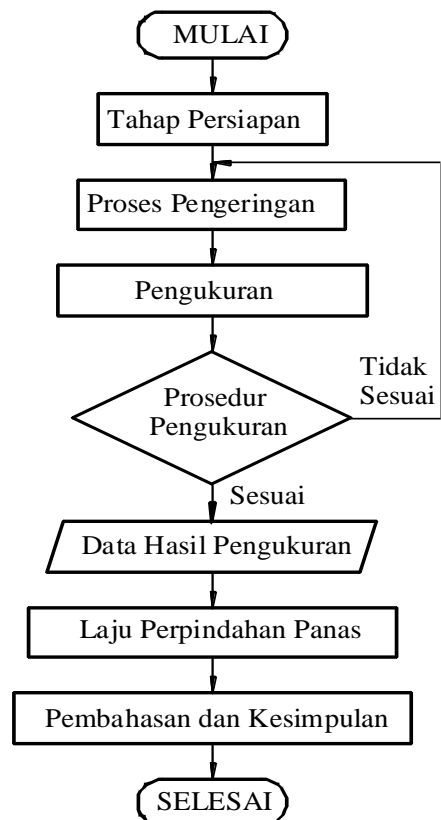 MULAI
Tahap Persiapan
Proses Pengeringan
Pengukuran
Tidak
Sesuai
Prosedur
Pengukuran
Sesuai
Data Hasil Pengukuran
Laju Perpindahan Panas
Pembahasan dan Kesimpulan
SELESAI